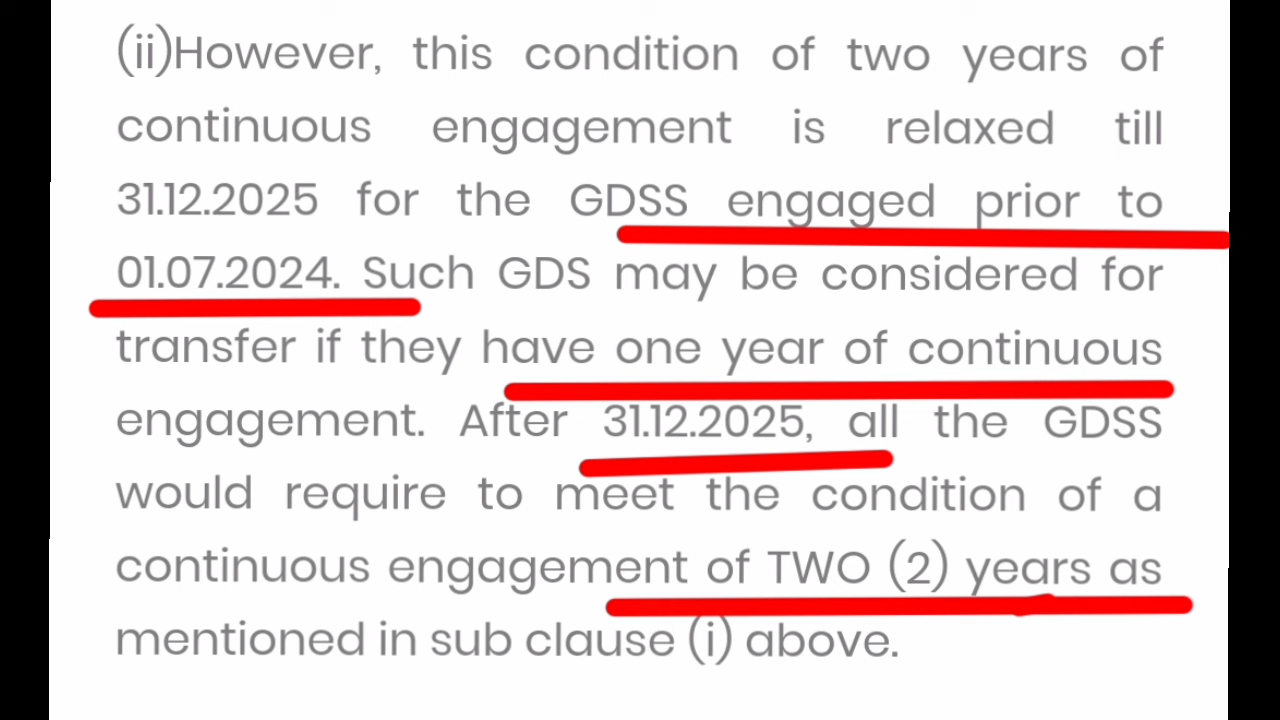 (ii)However, this condition of two years of
continuous engagement is relaxed till
31.12.2025 for the GDSS engaged prior to
01.07.2024. Such GDS may be considered for
transfer if they have one year of continuous
engagement. After 31.12.2025, all the GDSS
would require to meet the condition of a
continuous engagement of TWO (2) years as
mentioned in sub clause (i) above.